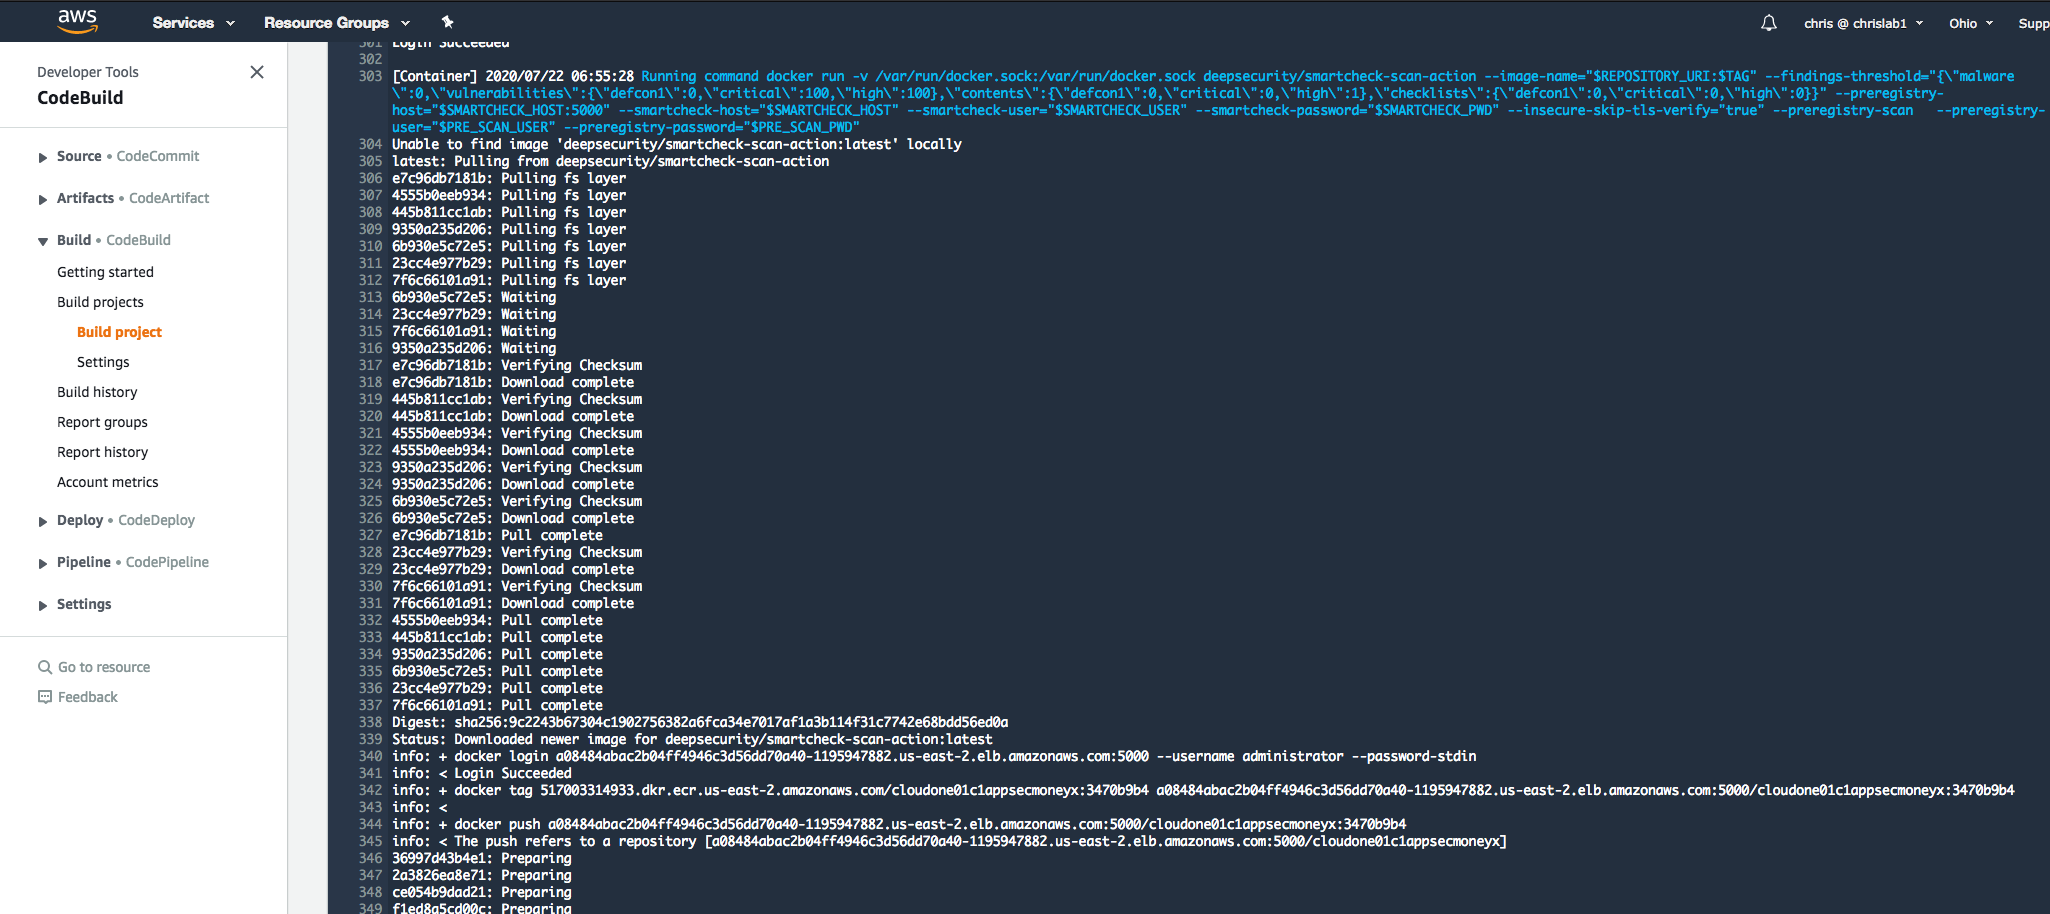 aws
Services
Resource Groups
chris @ chrislab1
Ohio
Supp
Developer Tools
CodeBuild
Source • CodeCommit
Artifacts • CodeArtifact
Build • CodeBuild
Getting started
Build projects
Build project
Settings
Build history
Report groups
Report history
Account metrics
Deploy • CodeDeploy
Pipeline • CodePipeline
Settings
Go to resource
Feedback
301 Login Succeeded
302
303 [Container] 2020/07/22 06:55:28 Running command docker run -v /var/run/docker.sock:/var/run/docker.sock deepsecurity/smartcheck-scan-action --image-name="$REPOSITORY_URI:$TAG" --findings-threshold="{\"malware
\":0,\"vulnerabilities\":{\"defcon1\":0,\"critical\":100,\"high\":100},\"contents\":{\"defcon1\":0,\"critical\":0,\"high\":1},\"checklists\":{\"defcon1\":0,\"critical\":0,\"high\":0}}" --preregistry-
host="$SMARTCHECK_HOST:5000" --smartcheck-host="$SMARTCHECK_HOST" --smartcheck-user="$SMARTCHECK_USER" --smartcheck-password="$SMARTCHECK_PWD" --insecure-skip-tls-verify="true" --preregistry-scan --preregistry-
user="$PRE_SCAN_USER" --preregistry-password="$PRE_SCAN_PWD"
304 Unable to find image 'deepsecurity/smartcheck-scan-action:latest' locally
305 latest: Pulling from deepsecurity/smartcheck-scan-action
306 e7c96db7181b: Pulling fs layer
307 4555b0eeb934: Pulling fs layer
308 445b811cc1ab: Pulling fs layer
309 9350a235d206: Pulling fs layer
310 6b930e5c72e5: Pulling fs layer
311 23cc4e977b29: Pulling fs layer
312 7f6c66101a91: Pulling fs layer
313 6b930e5c72e5: Waiting
314 23cc4e977b29: Waiting
315 7f6c66101a91: Waiting
316 9350a235d206: Waiting
317 e7c96db7181b: Verifying Checksum
318 e7c96db7181b: Download complete
319 445b811cc1ab: Verifying Checksum
320 445b811cc1ab: Download complete
321 4555b0eeb934: Verifying Checksum
322 4555b0eeb934: Download complete
323 9350a235d206: Verifying Checksum
324 9350a235d206: Download complete
325 6b930e5c72e5: Verifying Checksum
326 6b930e5c72e5: Download complete
327 e7c96db7181b: Pull complete
328 23cc4e977b29: Verifying Checksum
329 23cc4e977b29: Download complete
330 7f6c66101a91: Verifying Checksum
331 7f6c66101a91: Download complete
332 4555b0eeb934: Pull complete
333 445b811cc1ab: Pull complete
334 9350a235d206: Pull complete
335 6b930e5c72e5: Pull complete
336 23cc4e977b29: Pull complete
337 7f6c66101a91: Pull complete
338 Digest: sha256:9c2243b67304c1902756382a6fca34e7017af1a3b114f31c7742e68bdd56ed0a
339 Status: Downloaded newer image for deepsecurity/smartcheck-scan-action:latest
340 info: + docker login a08484abac2b04ff4946c3d56dd70a40-1195947882.us-east-2.elb.amazonaws.com:5000 --username administrator --password-stdin
341 info: < Login Succeeded
342 info: + docker tag 517003314933.dkr.ecr.us-east-2.amazonaws.com/cloudone01c1appsecmoneyx:3470b9b4 a08484abac2b04ff4946c3d56dd70a40-1195947882.us-east-2.elb.amazonaws.com:5000/cloudone01c1appsecmoneyx:3470b9b4
343 info: <
344 info: + docker push a08484abac2b04ff4946c3d56dd70a40-1195947882.us-east-2.elb.amazonaws.com:5000/cloudone01c1appsecmoneyx:3470b9b4
345 info: < The push refers to a repository [a08484abac2b04ff4946c3d56dd70a40-1195947882.us-east-2.elb.amazonaws.com:5000/cloudone01c1appsecmoneyx]
346 36997d43b4e1: Preparing
347 2a3826ea8e71: Preparing
348 ce054b9dad21: Preparing
349 f1ed8a5cd00c: Preparing